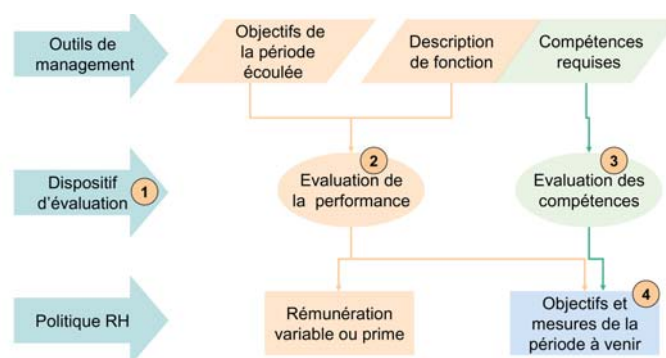 Outils de
management
Objectifs de
la période
écoulée
Description
de fonction
Compétences
requises
Dispositif
d'évaluation
1
2
Evaluation de
la performance
3
Evaluation des
compétences
Politique RH
Rémunération
variable ou prime
4
Objectifs et
mesures de la
période à venir